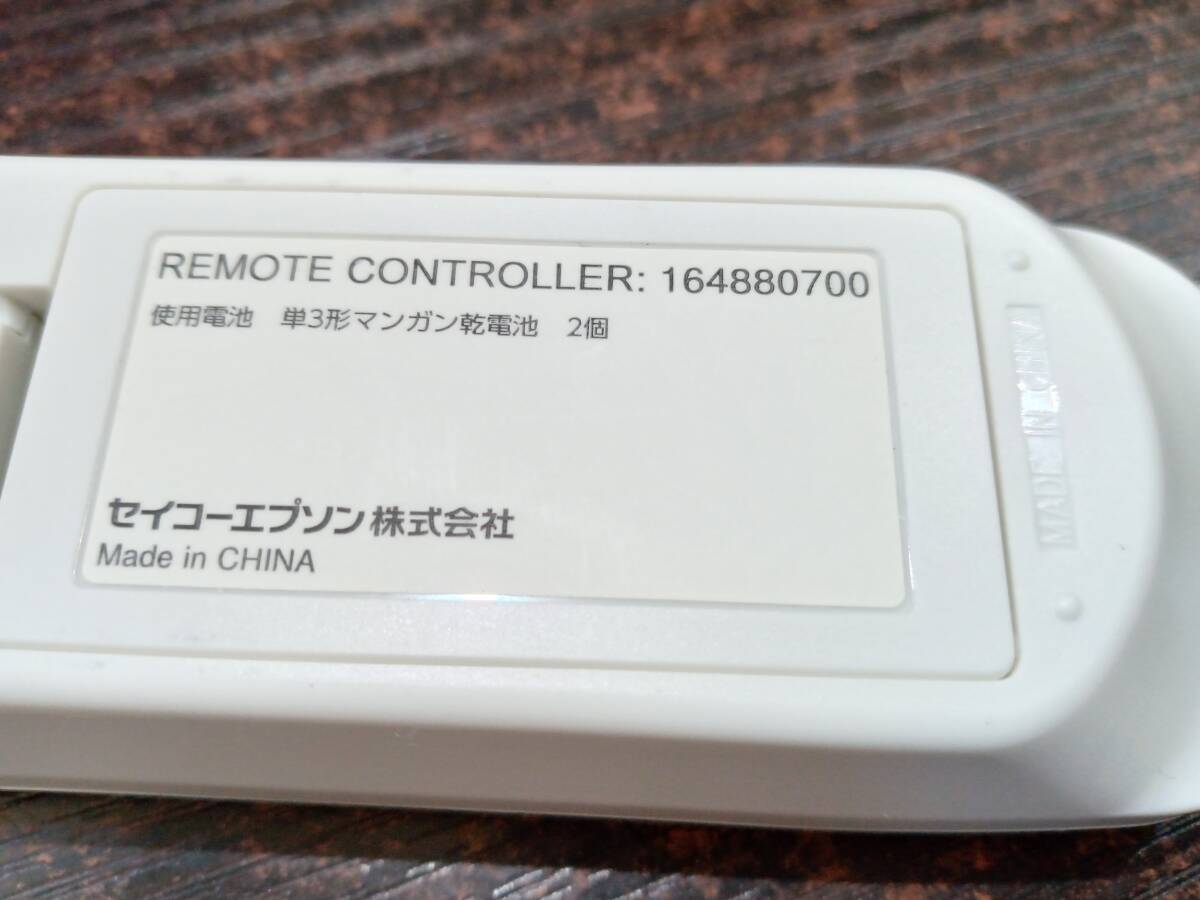 REMOTE CONTROLLER: 164880700
使用電池　単3形マンガン乾電池　2個
セイコーエプソン株式会社
Made in CHINA
MADE IN CHINA